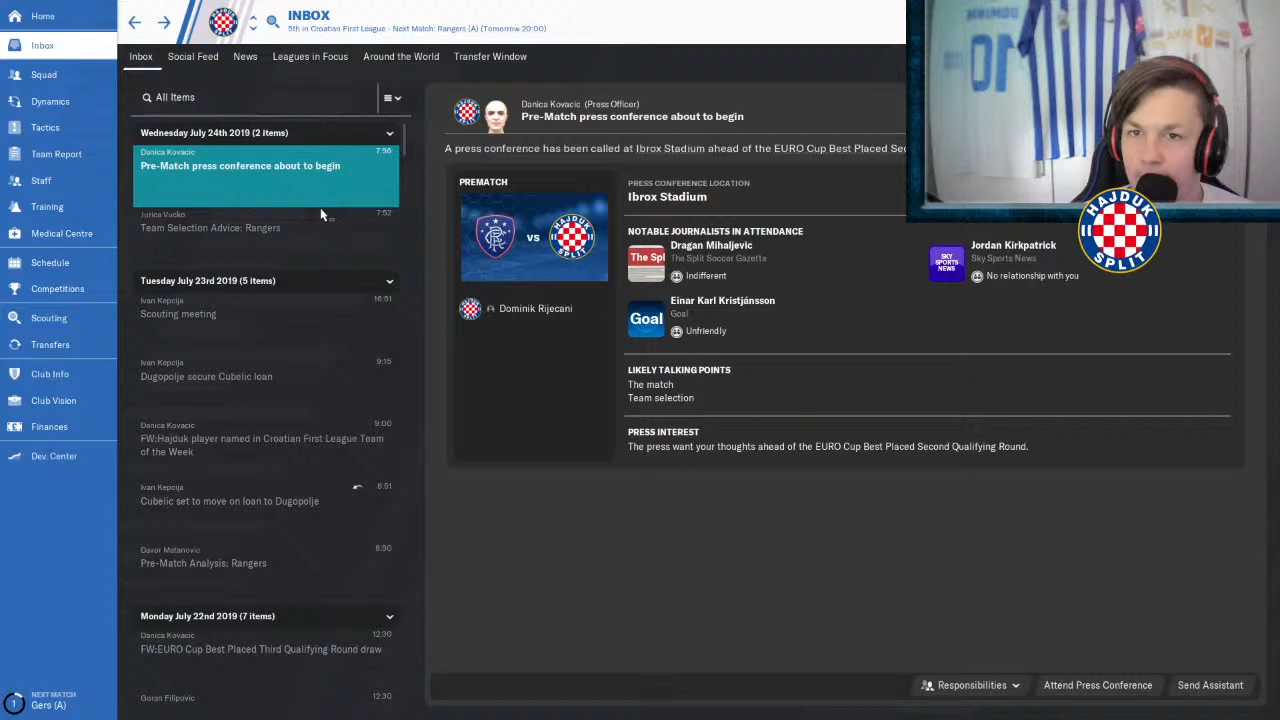 Home
Inbox
Squad
Dynamics
Tactics
Team Report
Staff
Training
Medical Centre
Schedule
Competitions
Scouting
Transfers
Club Info
Club Vision
Finances
Dev. Center
1
NEXT MATCH
Gers (A)
INBOX
5th in Croatian First League - Next Match: Rangers (A) (Tomorrow 20:00)
Inbox
Social Feed
News
Leagues in Focus
Around the World
Transfer Window
All Items
Wednesday July 24th 2019 (2 items)
Danica Kovacic 7:56
Pre-Match press conference about to begin
Jurica Vucko 7:52
Team Selection Advice: Rangers
Tuesday July 23rd 2019 (5 items)
Ivan Kepcija 16:51
Scouting meeting
Ivan Kepcija 9:15
Dugopolje secure Cubelic loan
Danica Kovacic 9:00
FW:Hajduk player named in Croatian First League Team
of the Week
Ivan Kepcija 8:51
Cubelic set to move on loan to Dugopolje
Davor Matanovic 8:50
Pre-Match Analysis: Rangers
Monday July 22nd 2019 (7 items)
Danica Kovacic 12:30
FW:EURO Cup Best Placed Third Qualifying Round draw
Goran Filipovic 12:30
Danica Kovacic (Press Officer)
Pre-Match press conference about to begin
A press conference has been called at Ibrox Stadium ahead of the EURO Cup Best Placed Sec
PREMATCH
VS
HAJDUK
SPLIT
Dominik Rijecani
PRESS CONFERENCE LOCATION
Ibrox Stadium
NOTABLE JOURNALISTS IN ATTENDANCE
The Spl
Dragan Mihaljevic
The Split Soccer Gazette
Indifferent
SKY
SPORTS
NEWS
Jordan Kirkpatrick
Sky Sports News
No relationship with you
Goal
Einar Karl Kristjánsson
Goal
Unfriendly
LIKELY TALKING POINTS
The match
Team selection
PRESS INTEREST
The press want your thoughts ahead of the EURO Cup Best Placed Second Qualifying Round.
Responsibilities
Attend Press Conference
Send Assistant
10
HAJDUK
SPLIT